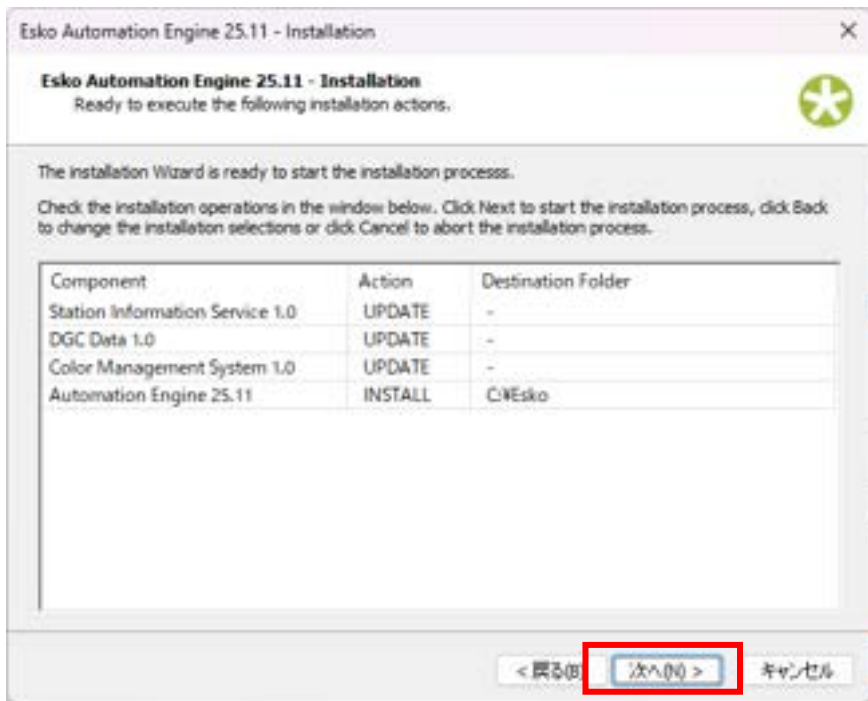 Esko Automation Engine 25.11 - Installation
Esko Automation Engine 25.11 - Installation
Ready to execute the following installation actions.
The installation Wizard is ready to start the installation processs.
Check the installation operations in the window below. Click Next to start the installation process, click Back
to change the installation selections or click Cancel to abort the installation process.
Component Action Destination Folder
Station Information Service 1.0 UPDATE -
DGC Data 1.0 UPDATE -
Color Management System 1.0 UPDATE -
Automation Engine 25.11 INSTALL C:¥Esko
< 戻る(B) 次へ(N) > キャンセル